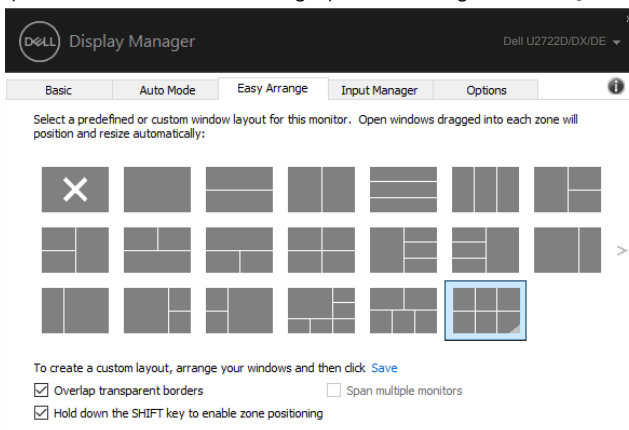 DELL Display Manager Dell U2722D/DX/DE
Basic Auto Mode Easy Arrange Input Manager Options
Select a predefined or custom window layout for this monitor. Open windows dragged into each zone will
position and resize automatically:
To create a custom layout, arrange your windows and then click Save
Overlap transparent borders Span multiple monitors
Hold down the SHIFT key to enable zone positioning